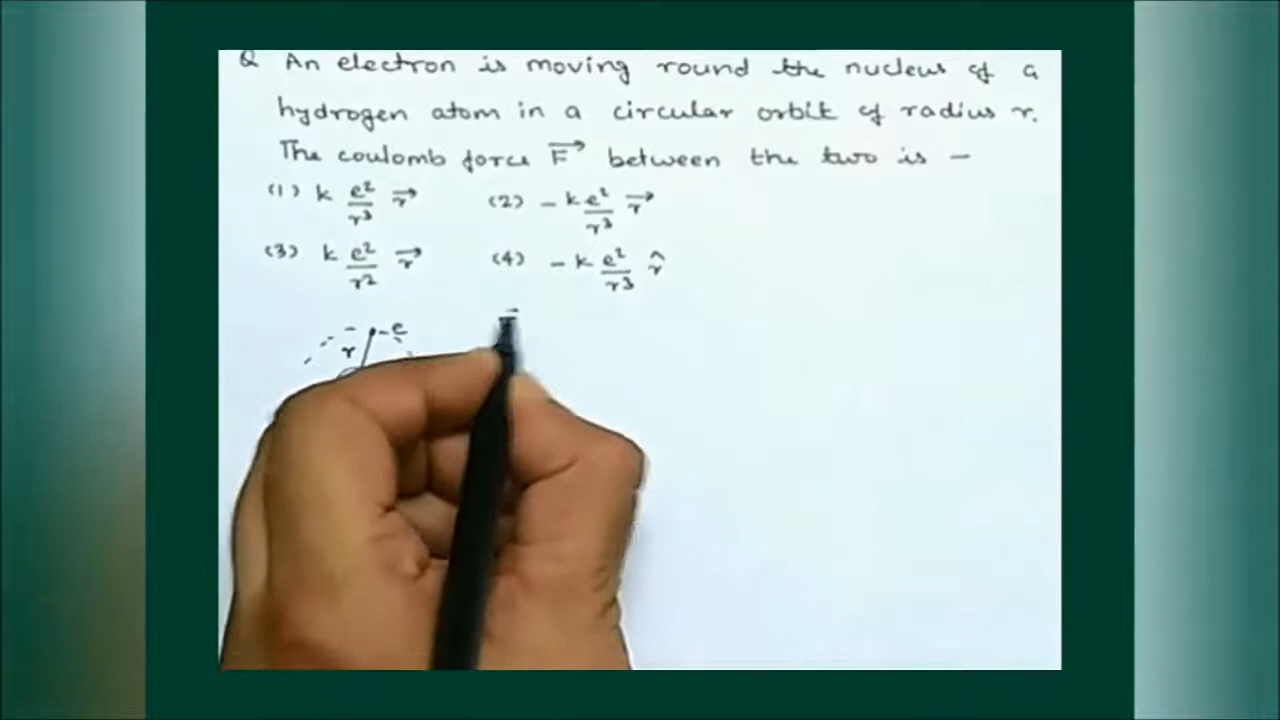 Q An electron is moving round the nucleus of a
hydrogen atom in a circular orbit of radius r.
The coulomb force F⃗ between the two is −
(1) k e²/r³ r⃗ (2) − k e²/r³ r⃗
(3) k e²/r² r⃗ (4) − k e²/r³ r̂
−e
r